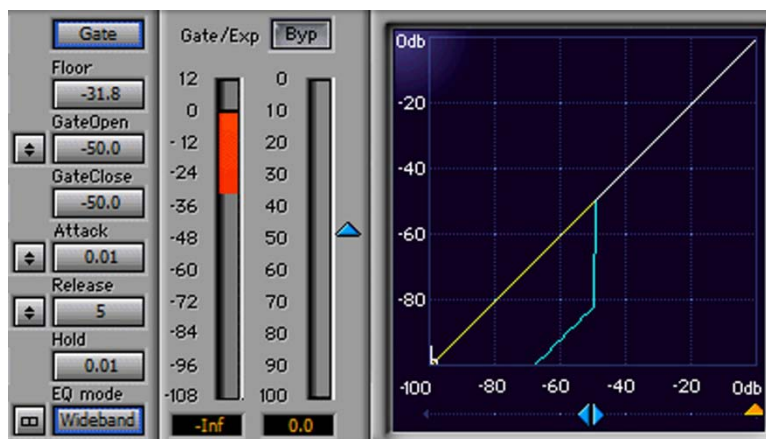 Gate
Floor
-31.8
GateOpen
-50.0
GateClose
-50.0
Attack
0.01
Release
5
Hold
0.01
EQ mode
Wideband
Gate/Exp Byp
12 0
0 10
-12 20
-24 30
-36 40
-48 50
-60 60
-72 70
-84 80
-96 90
-108 100
-Inf 0.0
0db
-20
-40
-60
-80
-100 -80 -60 -40 -20 0db